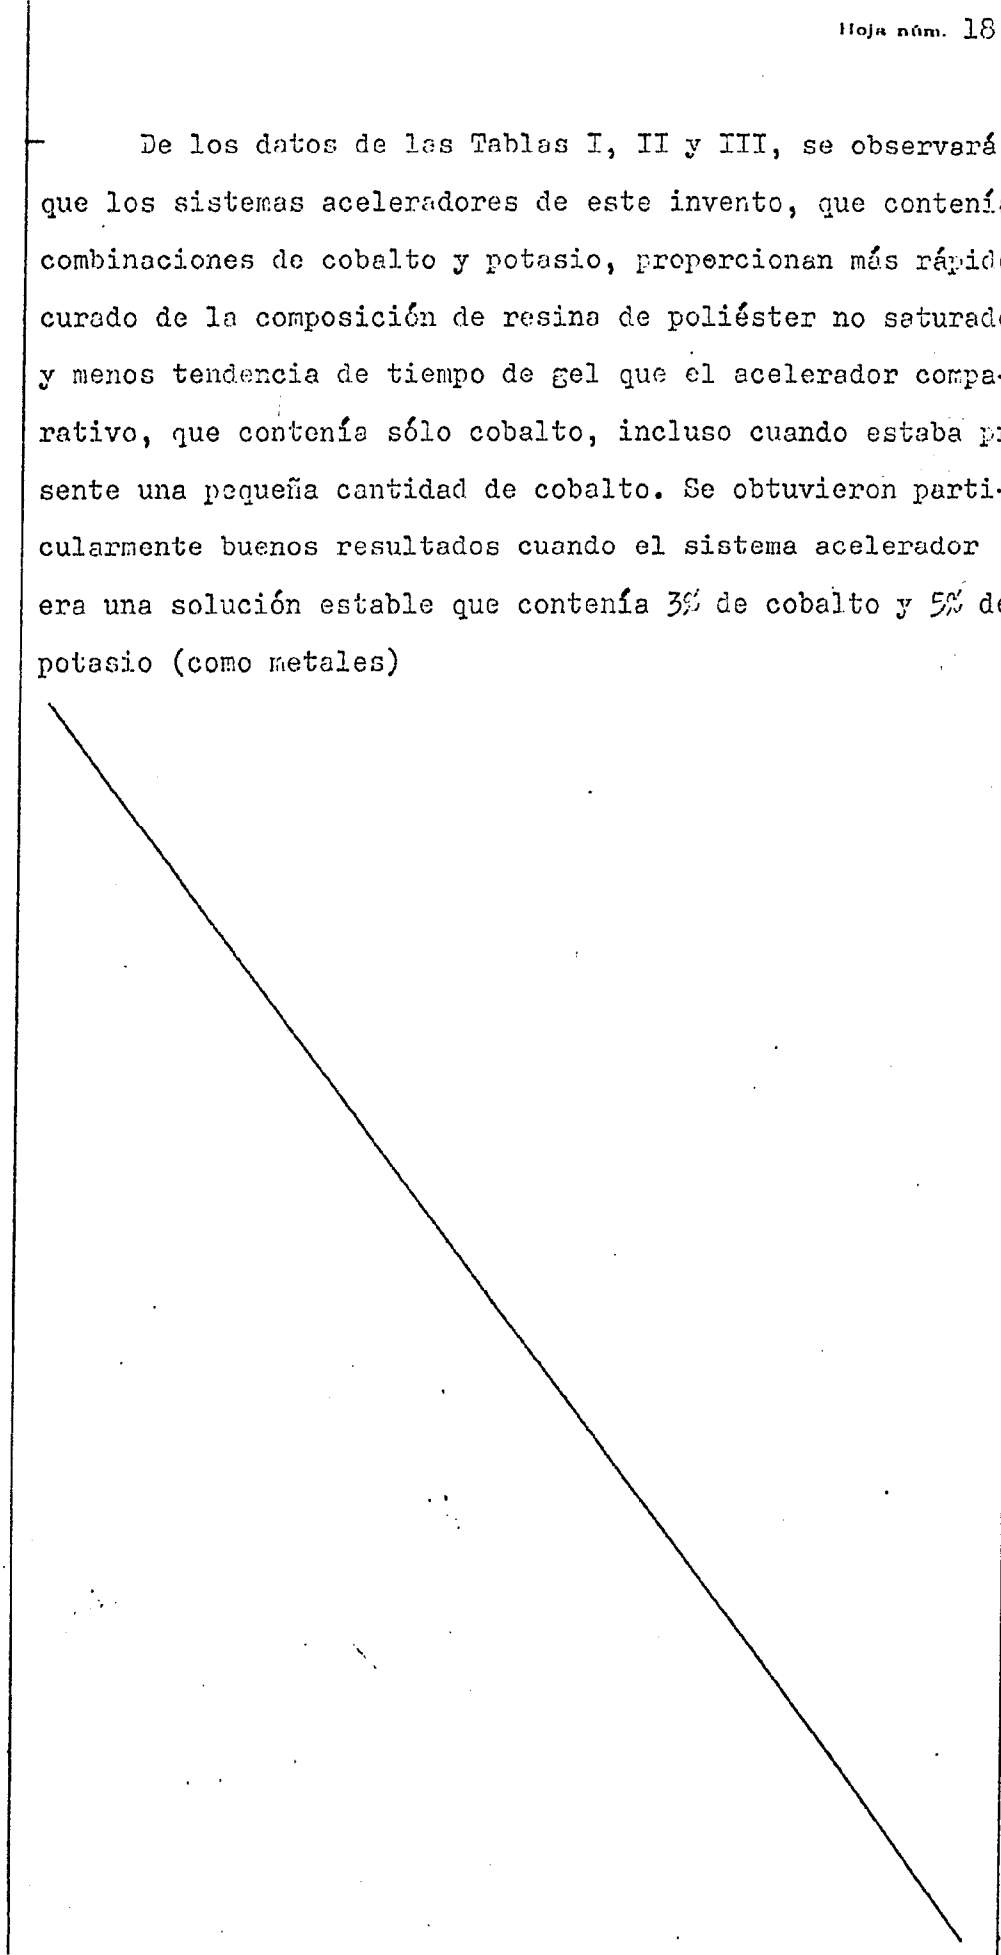 Hoja núm. 18
De los datos de las Tablas I, II y III, se observará
que los sistemas aceleradores de este invento, que contení
combinaciones de cobalto y potasio, proporcionan más rápid
curado de la composición de resina de poliéster no saturad
y menos tendencia de tiempo de gel que el acelerador compa-
rativo, que contenía sólo cobalto, incluso cuando estaba p
sente una pequeña cantidad de cobalto. Se obtuvieron parti-
cularmente buenos resultados cuando el sistema acelerador
era una solución estable que contenía 3% de cobalto y 5% de
potasio (como metales)